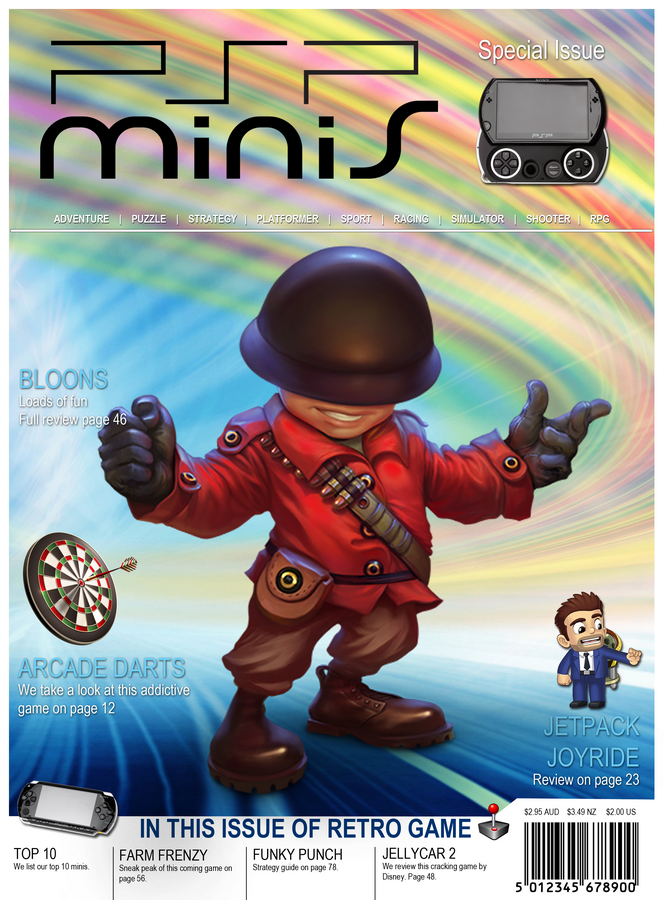 PSP
minis
Special Issue
SONY
PSP
ADVENTURE | PUZZLE | STRATEGY | PLATFORMER | SPORT | RACING | SIMULATOR | SHOOTER | RPG
BLOONS
Loads of fun
Full review page 46
ARCADE DARTS
We take a look at this addictive
game on page 12
JETPACK
JOYRIDE
Review on page 23
IN THIS ISSUE OF RETRO GAME
$2.95 AUD $3.49 NZ $2.00 US
TOP 10
We list our top 10 minis.
FARM FRENZY
Sneak peak of this coming game on
page 56.
FUNKY PUNCH
Strategy guide on page 78.
JELLYCAR 2
We review this cracking game by
Disney. Page 48.
5 012345 678900